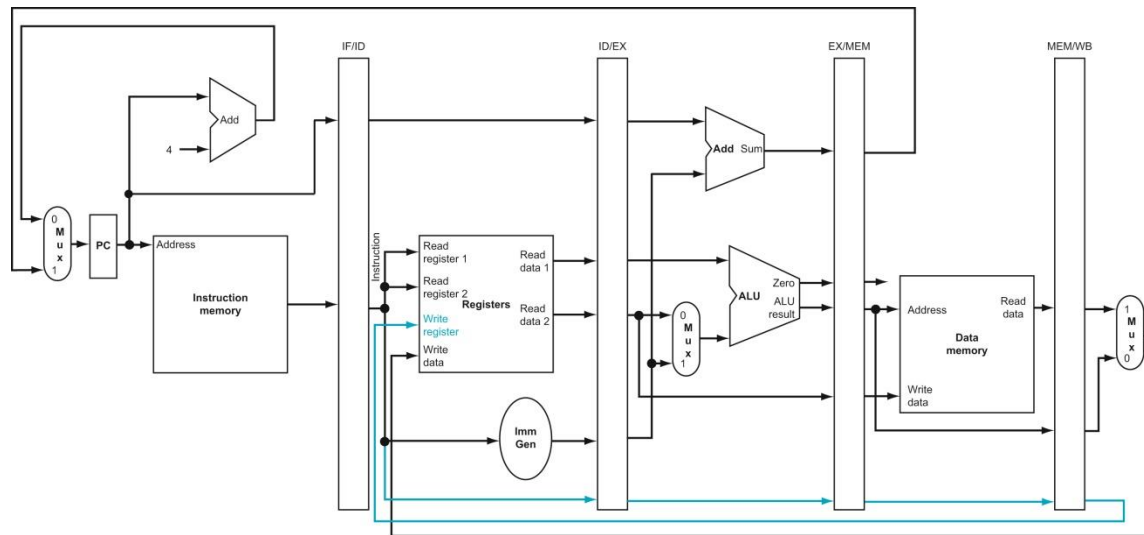 IF/ID
ID/EX
EX/MEM
MEM/WB
Add
4
Add Sum
0
M
u
x
1
PC
Address
Instruction
memory
Instruction
Read
register 1
Read
register 2
Write
register
Write
data
Registers
Read
data 1
Read
data 2
Imm
Gen
0
M
u
x
1
Zero
ALU
ALU
result
Address
Write
data
Data
memory
Read
data
1
M
u
x
0